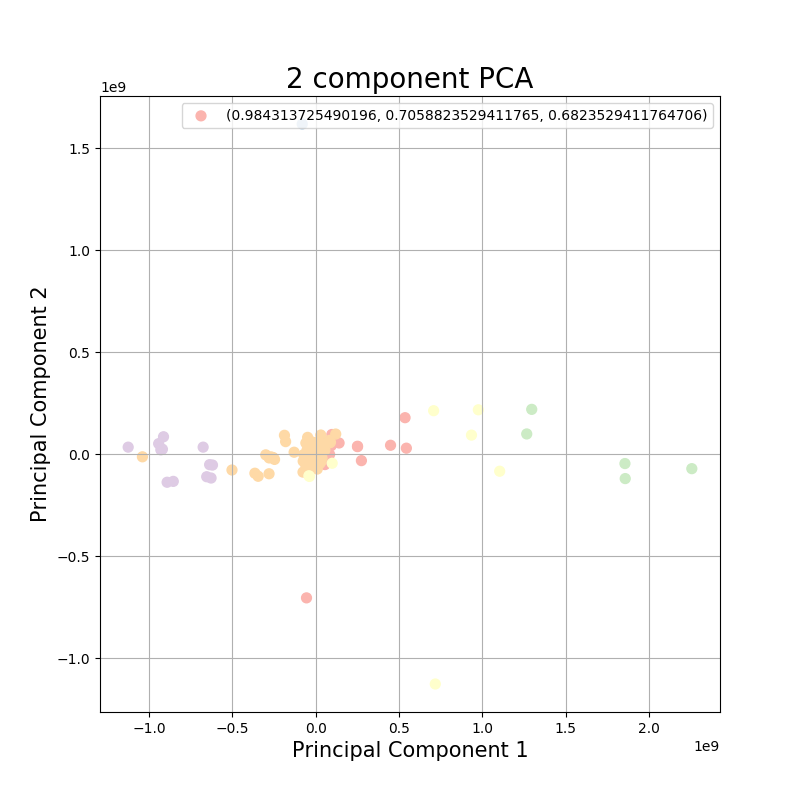 2 component PCA
1e9
(0.984313725490196, 0.7058823529411765, 0.6823529411764706)
1.5
1.0
0.5
0.0
−0.5
−1.0
Principal Component 2
−1.0 −0.5 0.0 0.5 1.0 1.5 2.0
1e9
Principal Component 1